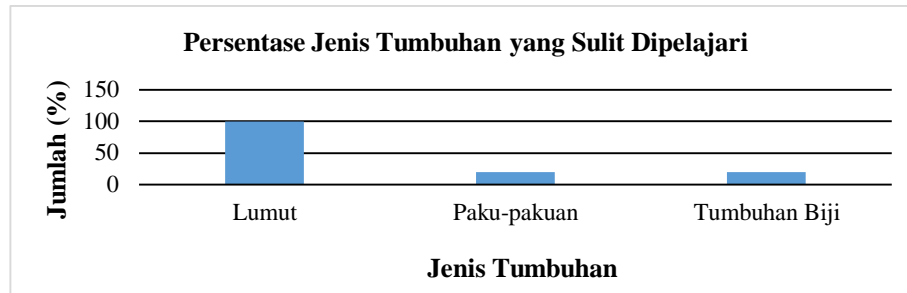 Persentase Jenis Tumbuhan yang Sulit Dipelajari
Jumlah (%)
150
100
50
0
Lumut Paku-pakuan Tumbuhan Biji
Jenis Tumbuhan